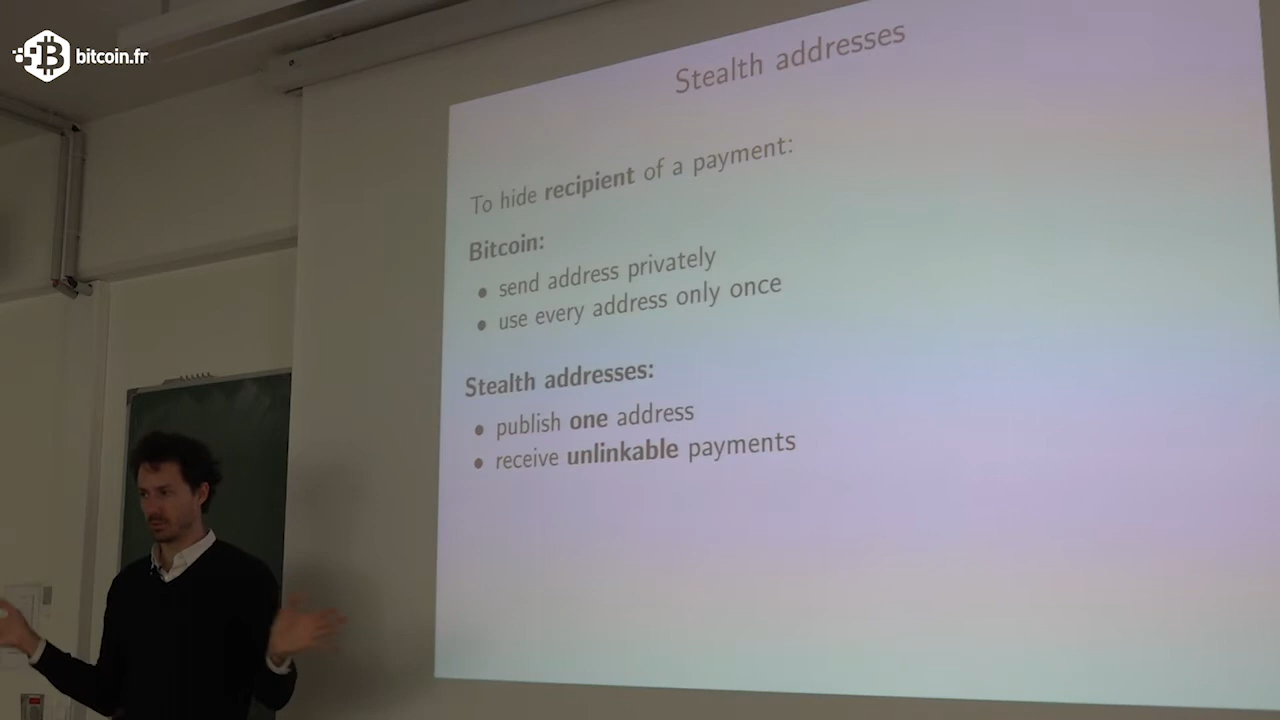 bitcoin.fr
Stealth addresses
To hide recipient of a payment:
Bitcoin:
• send address privately
• use every address only once
Stealth addresses:
• publish one address
• receive unlinkable payments